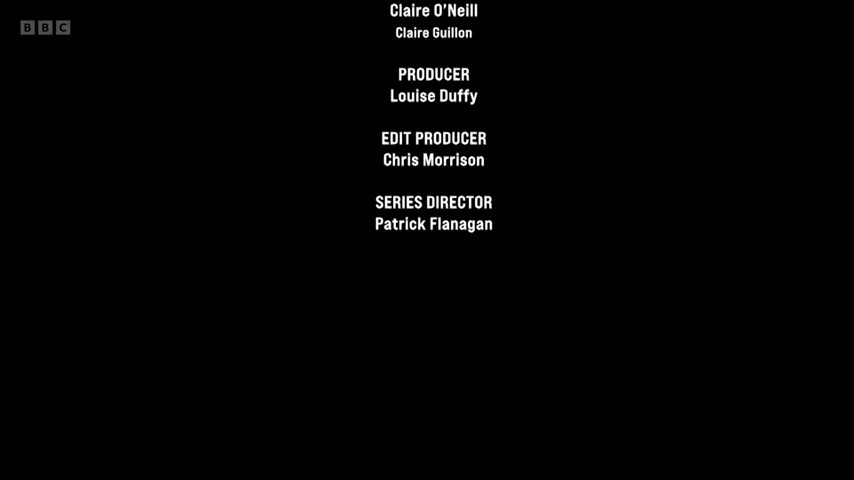 Claire O'Neill
BBC
Claire Guillon
PRODUCER
Louise Duffy
EDIT PRODUCER
Chris Morrison
SERIES DIRECTOR
Patrick Flanagan